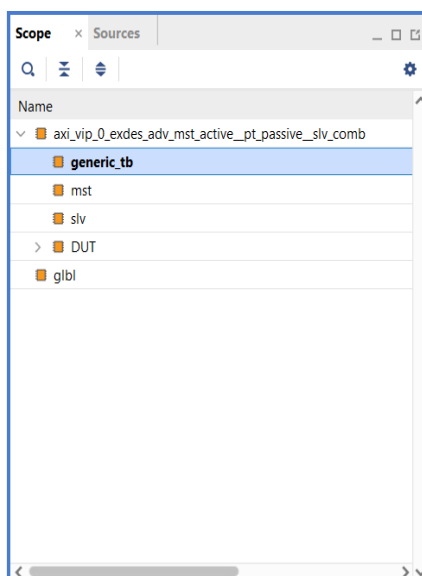 Scope × Sources
Name
axi_vip_0_exdes_adv_mst_active__pt_passive__slv_comb
generic_tb
mst
slv
DUT
glbl